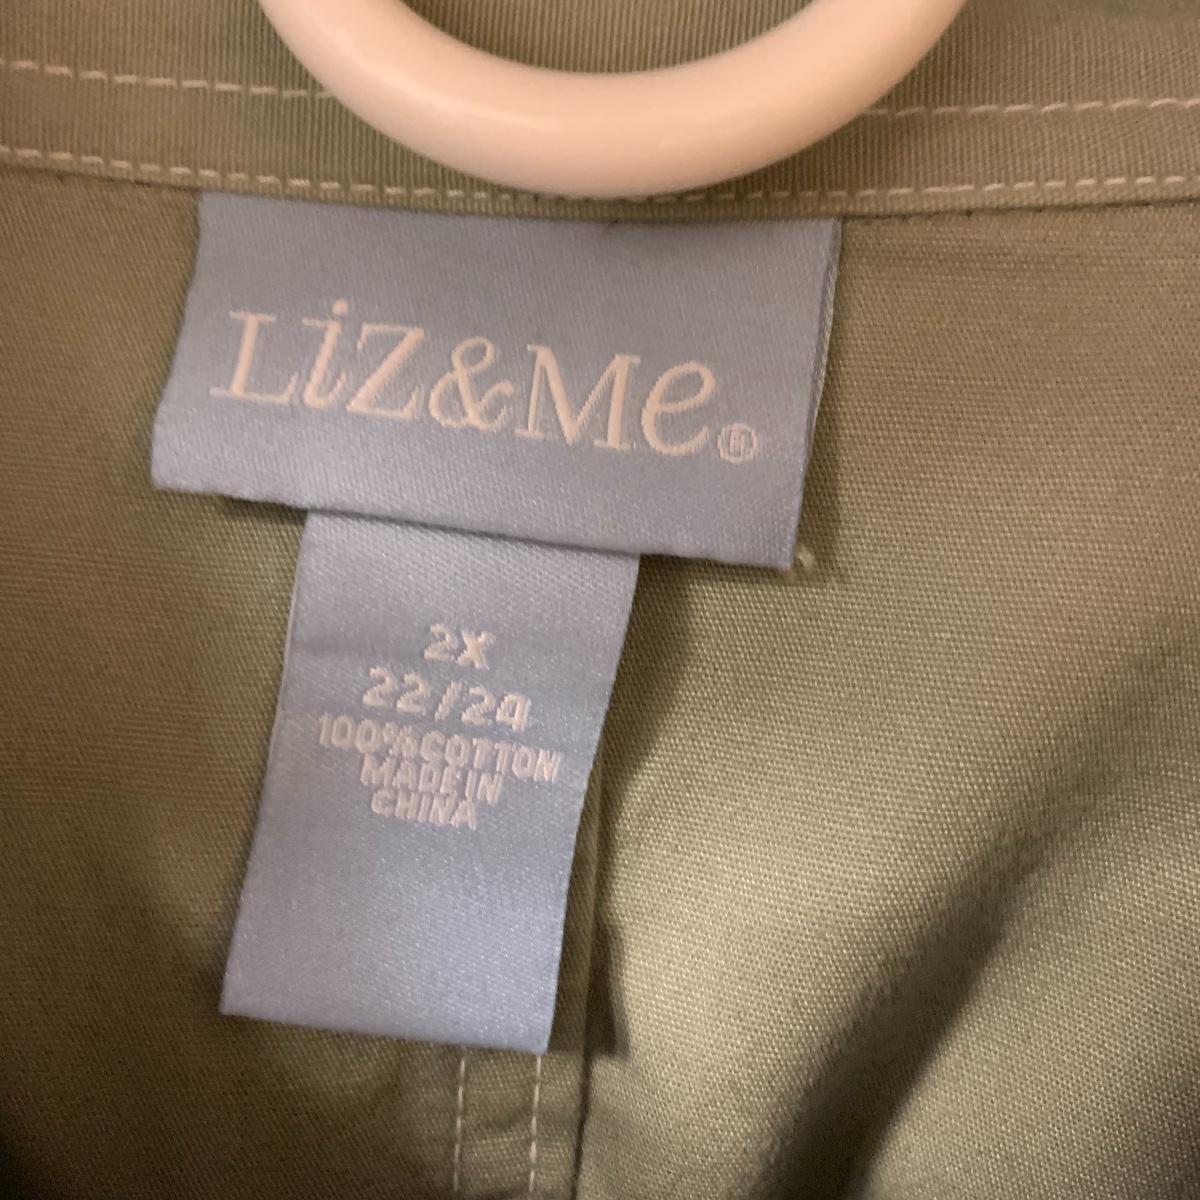 Liz&Me®
2X
22/24
100% COTTON
MADE IN
CHINA